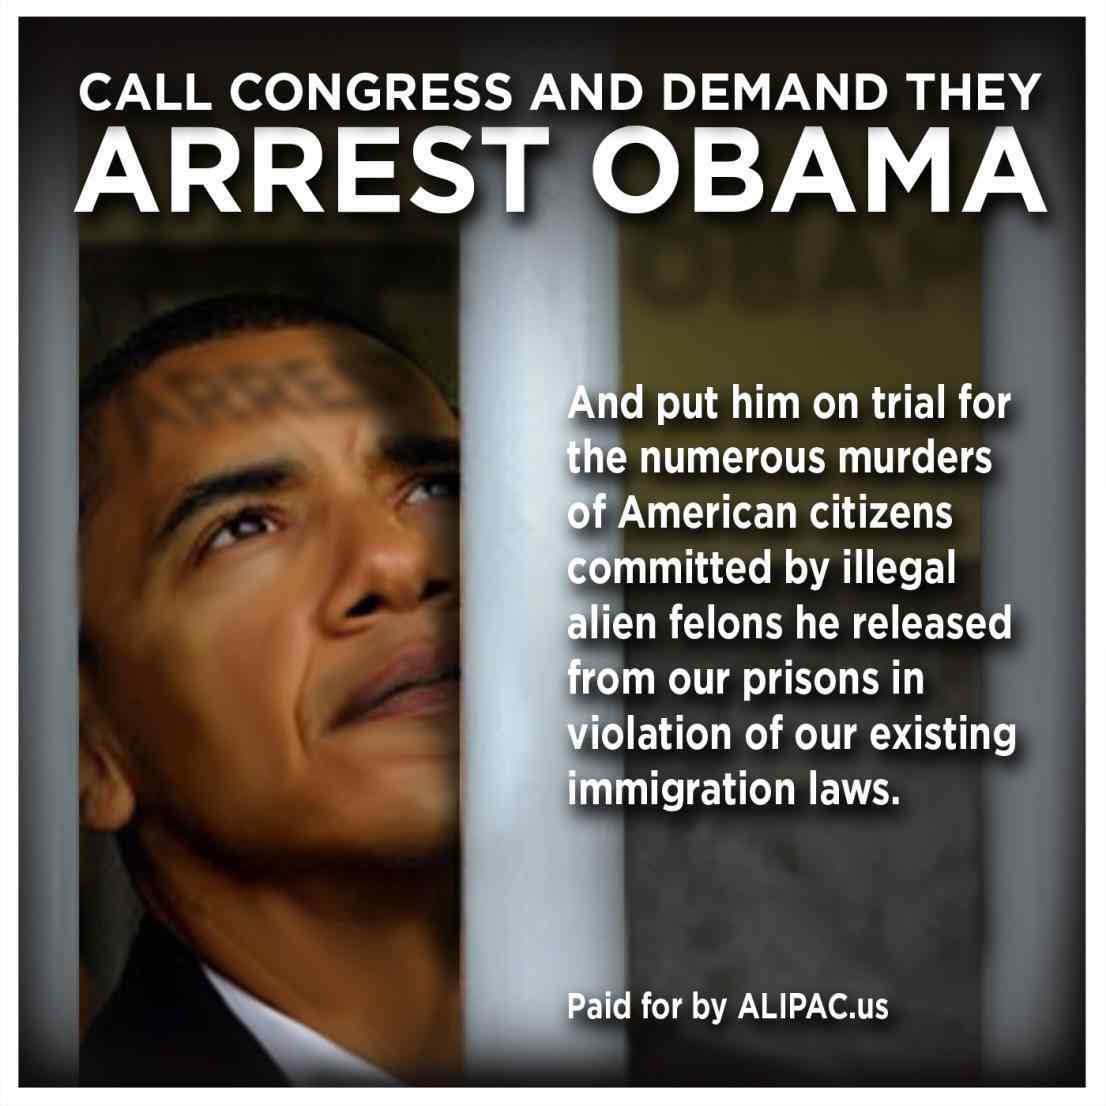 CALL CONGRESS AND DEMAND THEY
ARREST OBAMA
And put him on trial for
the numerous murders
of American citizens
committed by illegal
alien felons he released
from our prisons in
violation of our existing
immigration laws.
Paid for by ALIPAC.us